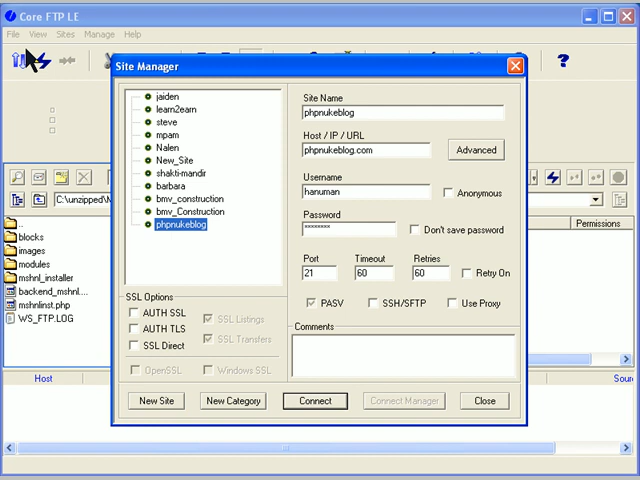 Core FTP LE
File View Sites Manage Help
Site Manager
jaiden
learn2earn
steve
mpam
Nalen
New_Site
shakti-mandir
barbara
bmv_construction
bmv_Construction
phpnukeblog
SSL Options
AUTH SSL
AUTH TLS
SSL Direct
SSL Listings
SSL Transfers
OpenSSL
Windows SSL
Site Name
phpnukeblog
Host / IP / URL
phpnukeblog.com
Advanced
Username
hanuman
Anonymous
Password
xxxxxxxx
Don't save password
Port Timeout Retries
21 60 60
Retry On
PASV SSH/SFTP Use Proxy
Comments
New Site New Category Connect Connect Manager Close
C:\unzipped\M
..
blocks
images
modules
mshnl_installer
backend_mshnl....
mshnlinst.php
WS_FTP.LOG
Permissions
Host
Sour